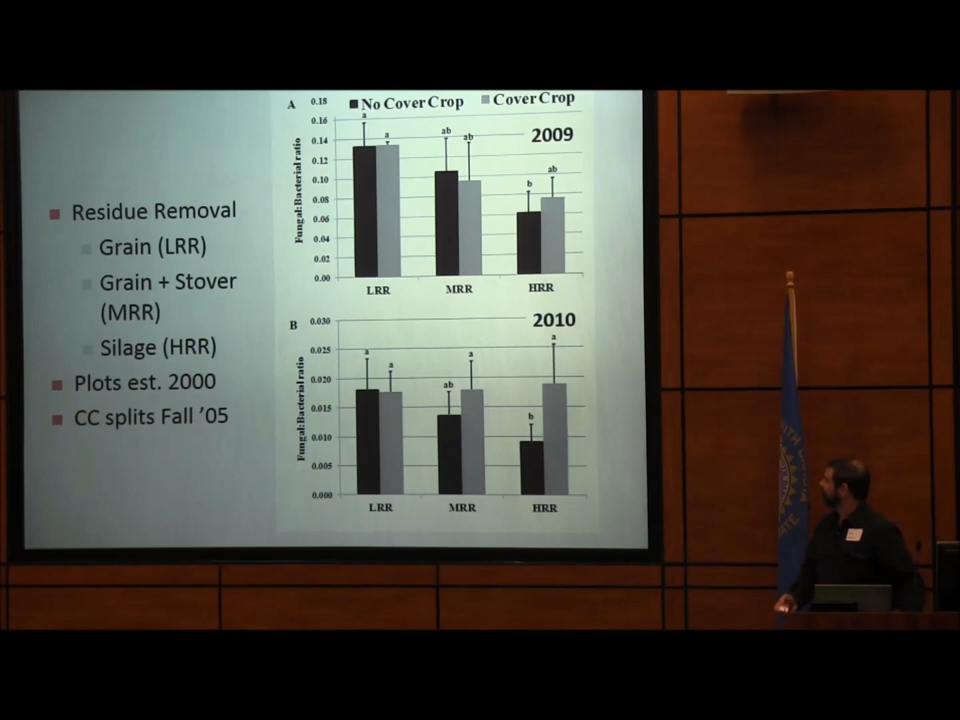 Residue Removal
Grain (LRR)
Grain + Stover
(MRR)
Silage (HRR)
Plots est. 2000
CC splits Fall ’05
A
No Cover Crop Cover Crop
2009
Fungal:Bacterial ratio
0.18
0.16
0.14
0.12
0.10
0.08
0.06
0.04
0.02
0.00
a a ab ab b ab
LRR MRR HRR
B
2010
Fungal:Bacterial ratio
0.030
0.025
0.020
0.015
0.010
0.005
0.000
a a ab a b a
LRR MRR HRR